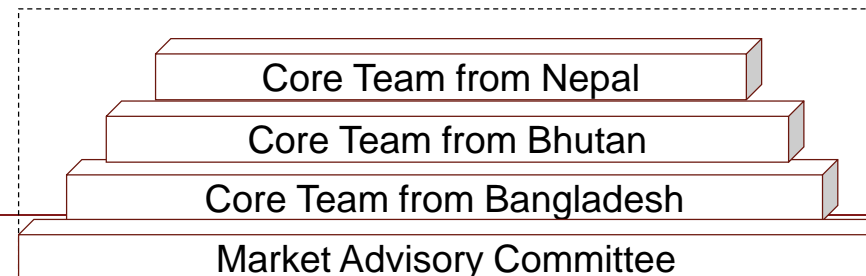 Core Team from Nepal
Core Team from Bhutan
Core Team from Bangladesh
Market Advisory Committee